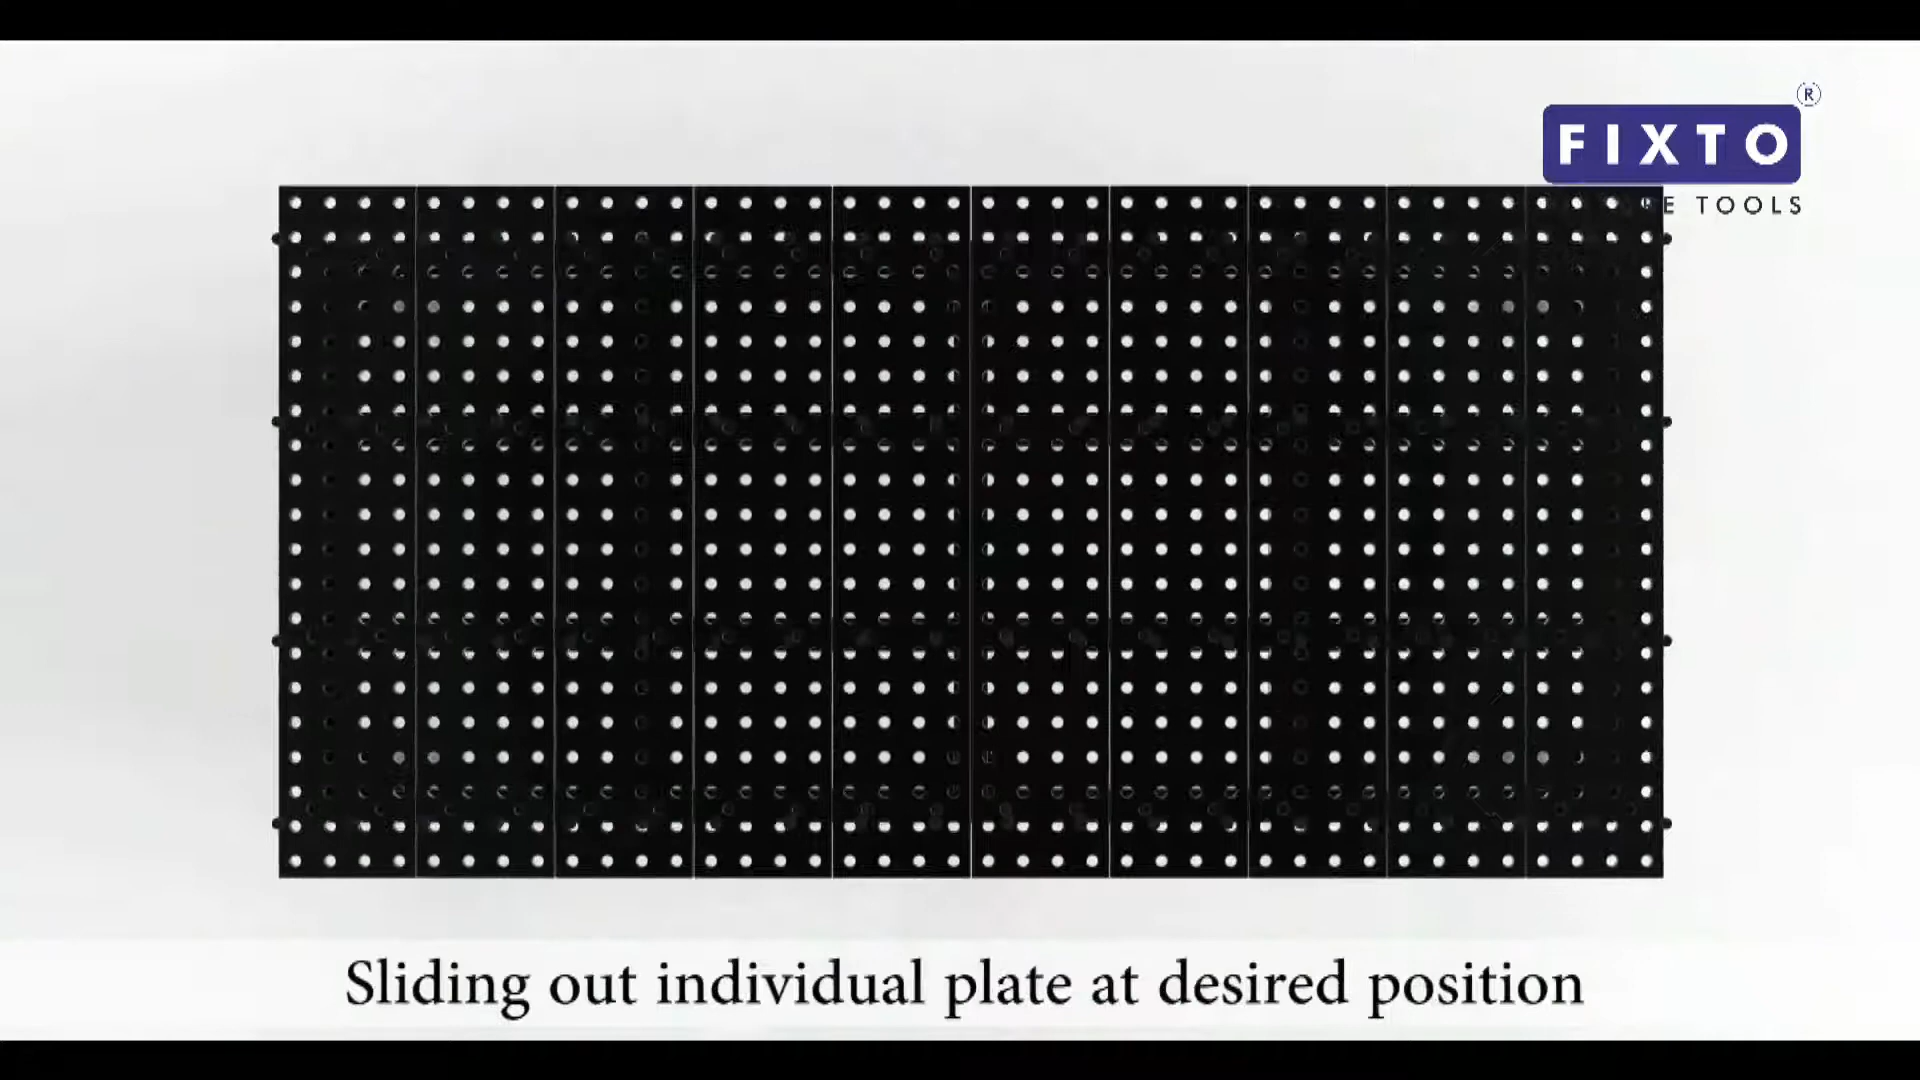 FIXTO
®
E TOOLS
Sliding out individual plate at desired position